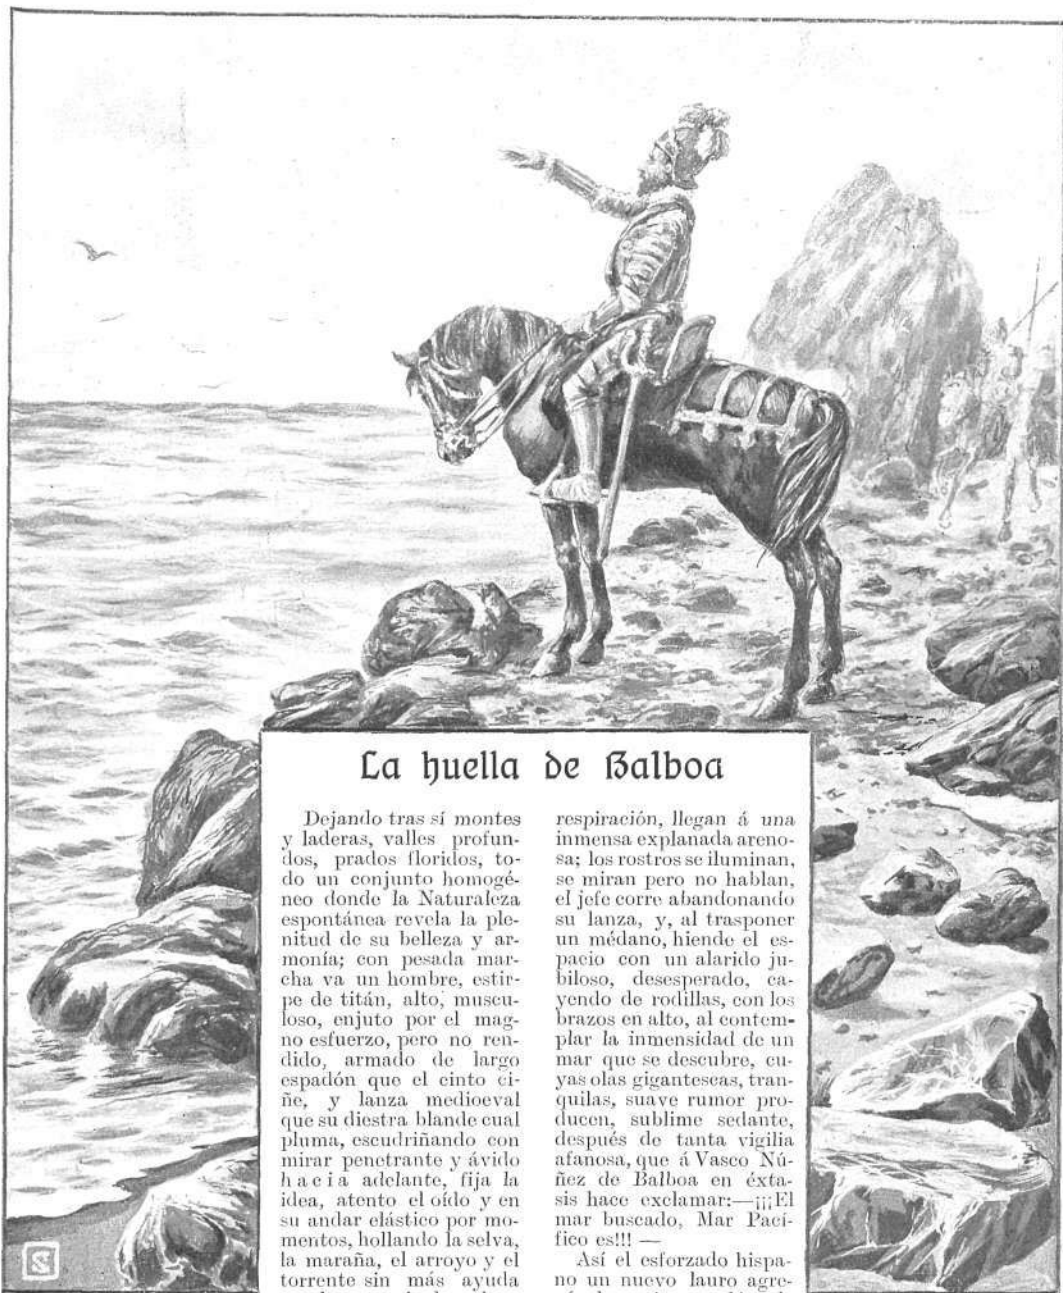 La huella de Balboa
Dejando tras sí montes
y laderas, valles profun-
dos, prados floridos, to-
do un conjunto homogé-
neo donde la Naturaleza
espontánea revela la ple-
nitud de su belleza y ar-
monía; con pesada mar-
cha va un hombre, estir-
pe de titán, alto, muscu-
loso, enjuto por el mag-
no esfuerzo, pero no ren-
dido, armado de largo
espadón que el cinto ci-
ñe, y lanza medioeval
que su diestra blande cual
pluma, escudriñando con
mirar penetrante y ávido
hacia adelante, fija la
idea, atento el oído y en
su andar elástico por mo-
mentos, hollando la selva,
la maraña, el arroyo y el
torrente sin más ayuda
respiración, llegan á una
inmensa explanada areno-
sa; los rostros se iluminan,
se miran pero no hablan,
el jefe corre abandonando
su lanza, y, al trasponer
un médano, hiende el es-
pacio con un alarido ju-
biloso, desesperado, ca-
yendo de rodillas, con los
brazos en alto, al contem-
plar la inmensidad de un
mar que se descubre, cu-
yas olas gigantescas, tran-
quilas, suave rumor pro-
ducen, sublime sedante,
después de tanta vigilia
afanosa, que á Vasco Nú-
ñez de Balboa en éxta-
sis hace exclamar:—¡¡¡El
mar buscado, Mar Pací-
fico es!!! —
Así el esforzado hispa-
no un nuevo lauro agre-